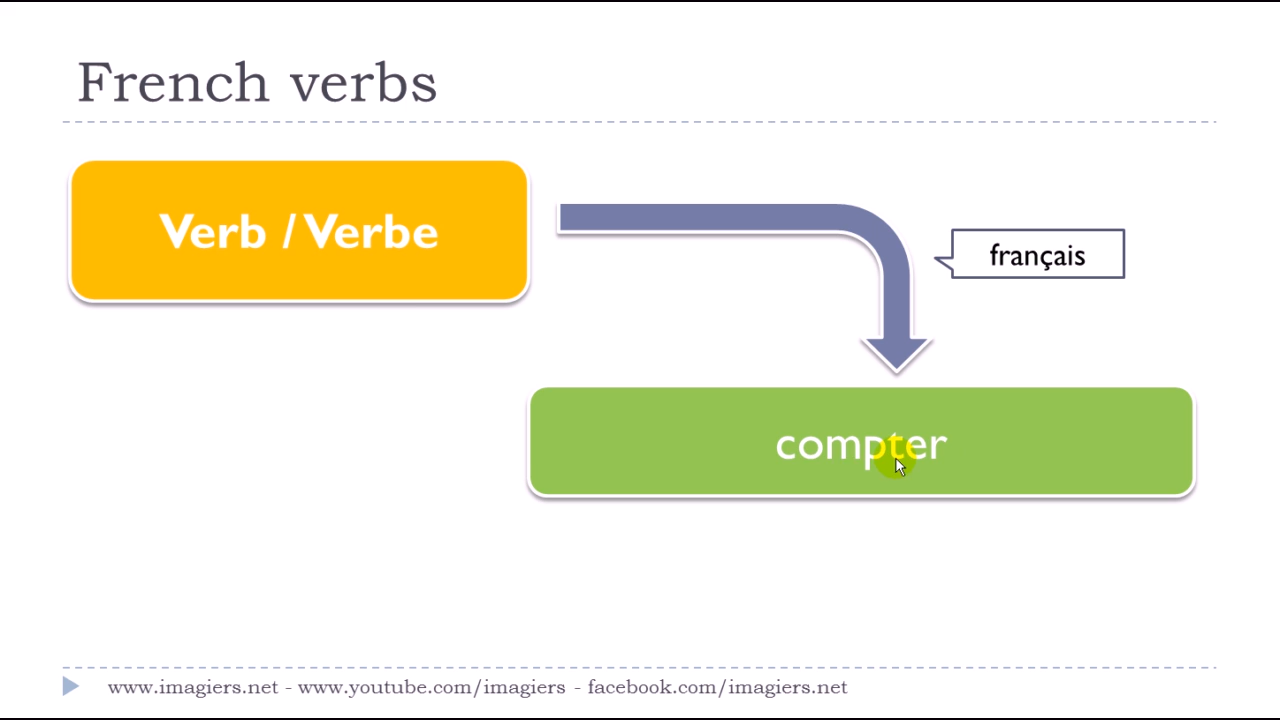 French verbs
Verb / Verbe
français
compter
www.imagiers.net - www.youtube.com/imagiers - facebook.com/imagiers.net